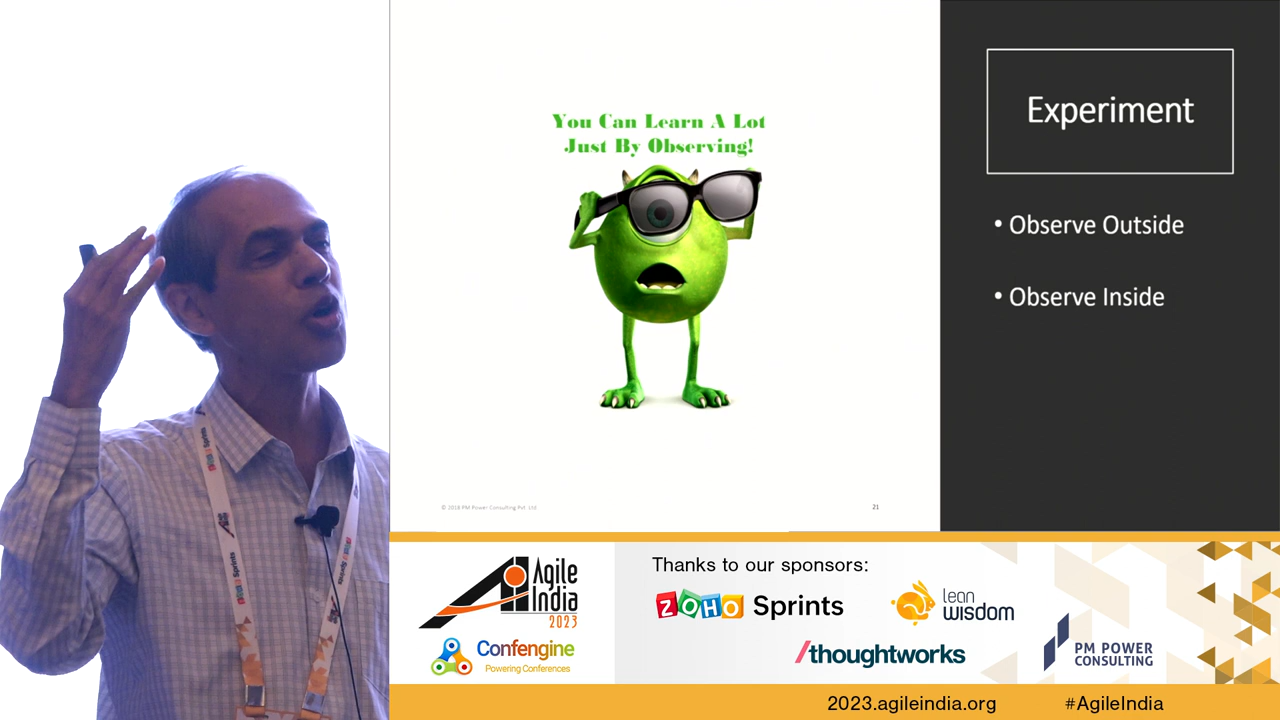 You Can Learn A Lot
Just By Observing!
Experiment
• Observe Outside
• Observe Inside
© 2018 PM Power Consulting Pvt. Ltd
21
Sprints
Sprints
Agile
India
2023
Confengine
Powering Conferences
Thanks to our sponsors:
ZOHO Sprints
lean
wisdom
/thoughtworks
PM POWER
CONSULTING
2023.agileindia.org
#AgileIndia